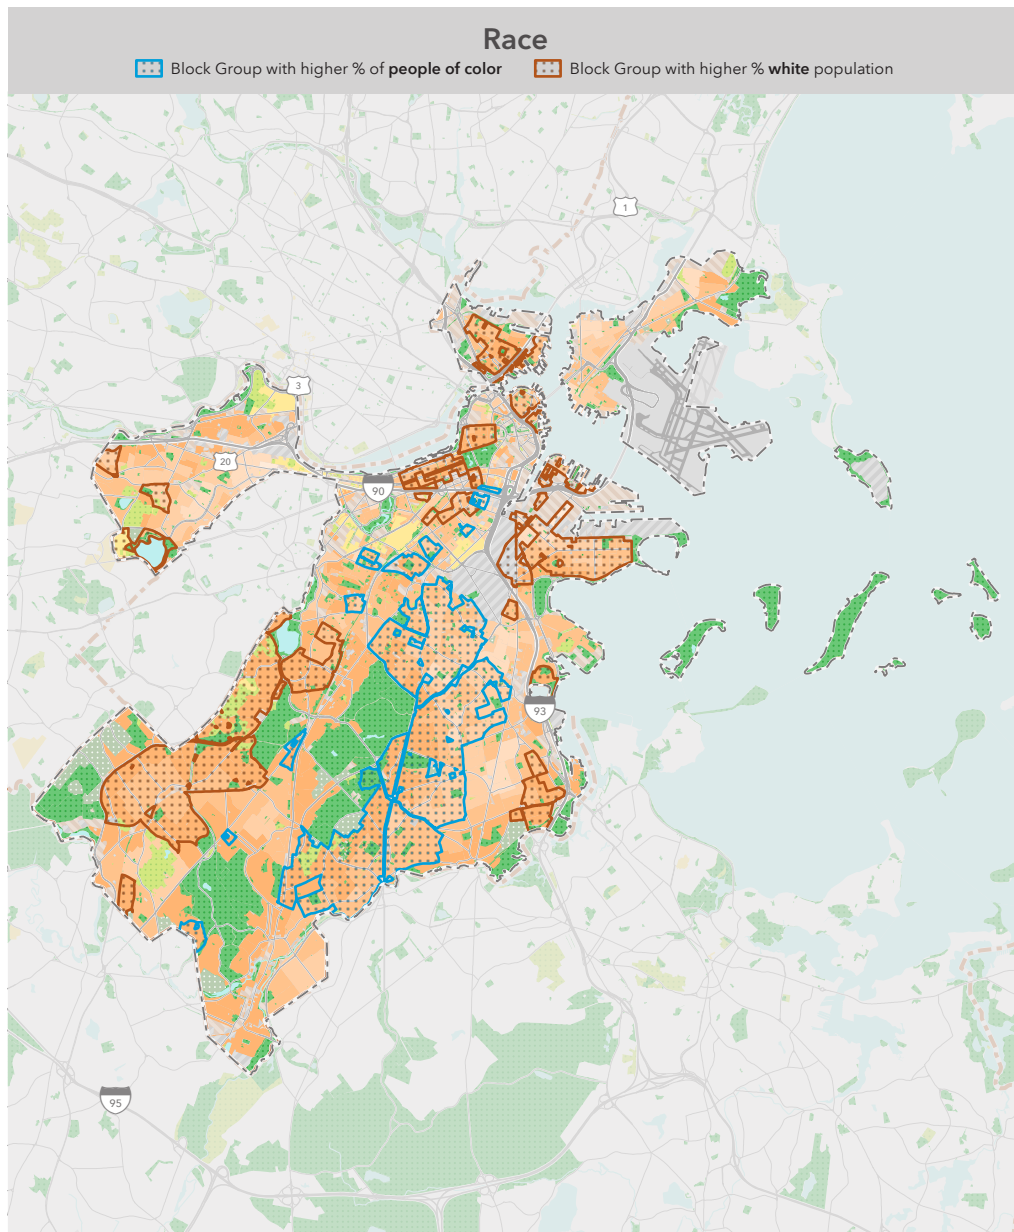 Race
Block Group with higher % of people of color
Block Group with higher % white population
1
3
20
90
93
95